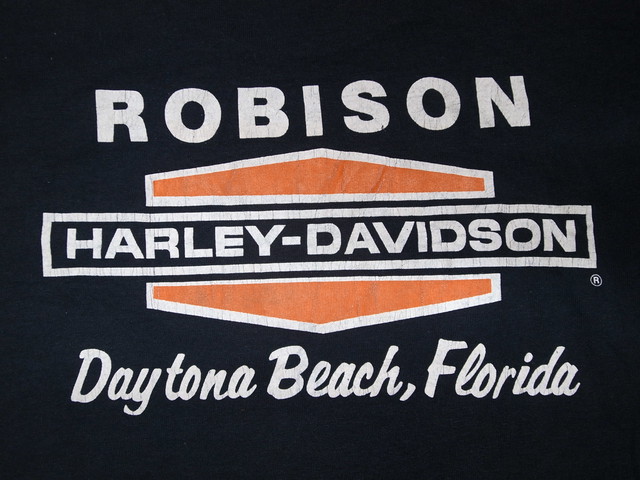 ROBISON
HARLEY-DAVIDSON
®
Daytona Beach, Florida